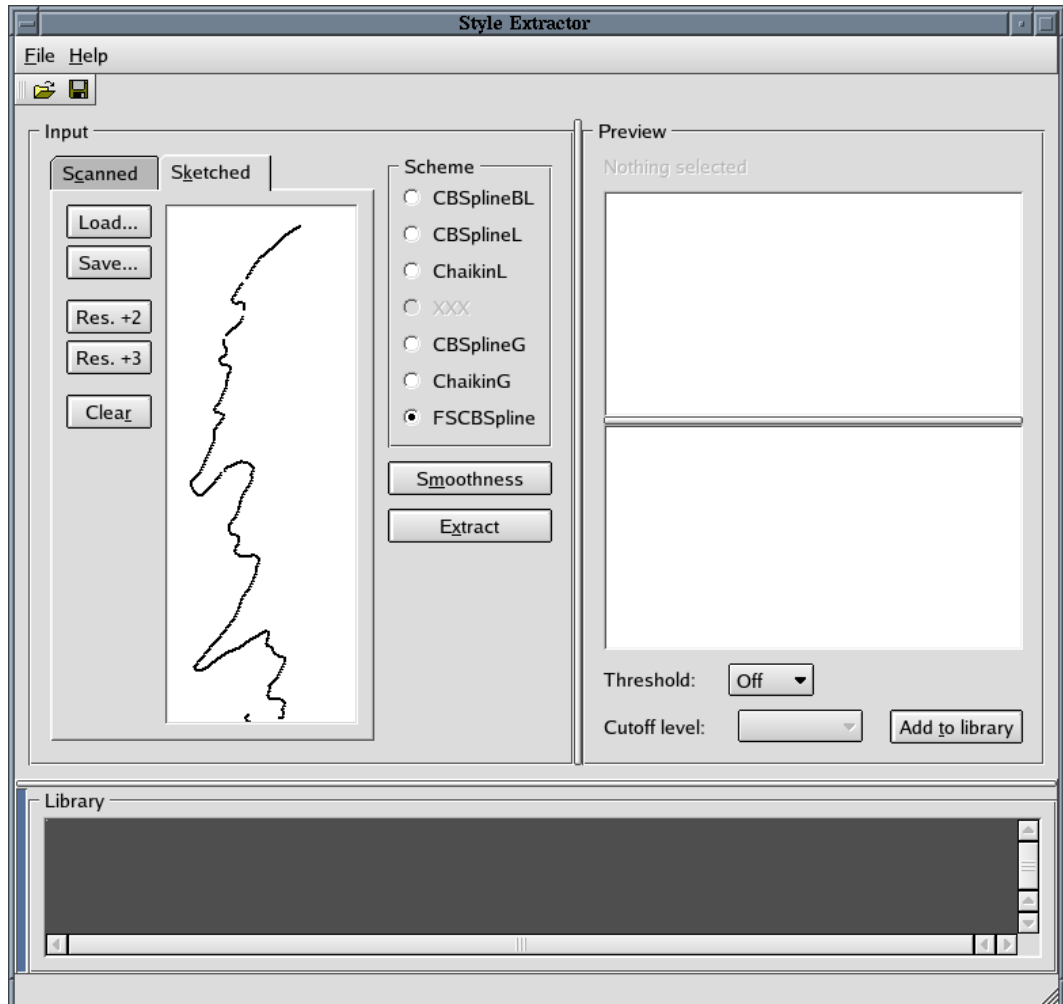 Style Extractor
File Help
Input
Scanned Sketched
Load...
Save...
Res. +2
Res. +3
Clear
Scheme
CBSplineBL
CBSplineL
ChaikinL
XXX
CBSplineG
ChaikinG
FSCBSpline
Smoothness
Extract
Preview
Nothing selected
Threshold: Off
Cutoff level: Add to library
Library